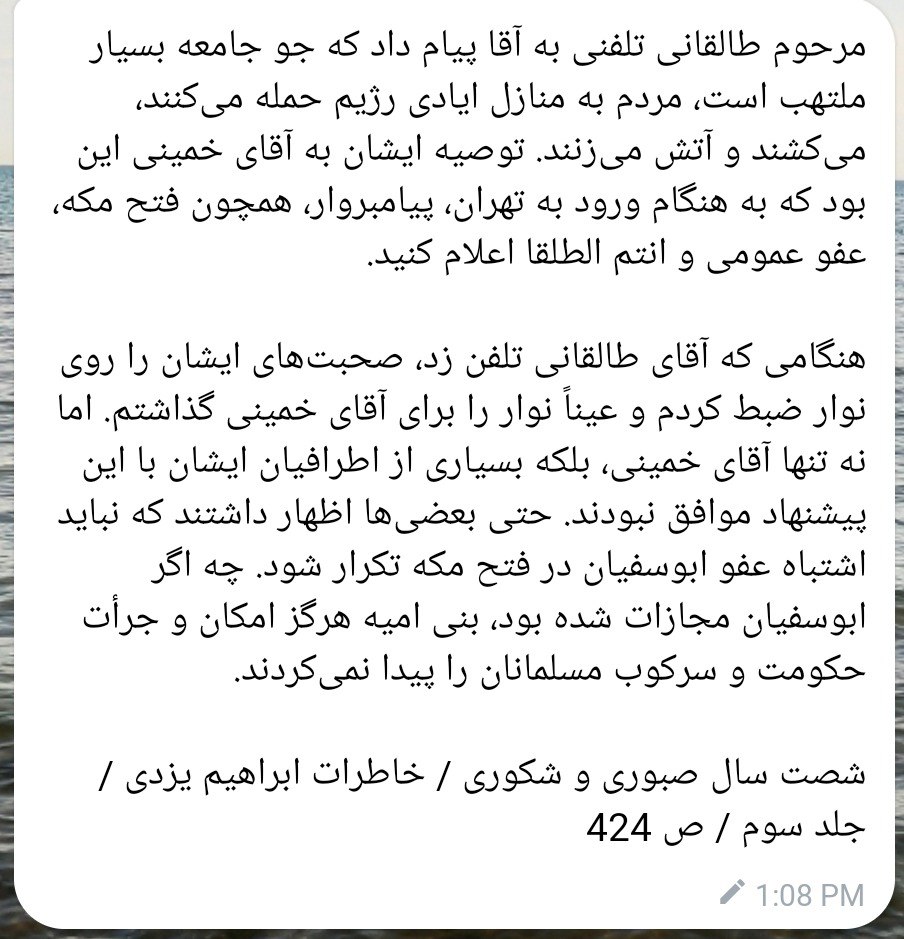 مرحوم طالقانی تلفنی به آقا پیام داد که جو جامعه بسیار
ملتهب است، مردم به منازل ایادی رژیم حمله می‌کنند،
می‌کشند و آتش می‌زنند. توصیه ایشان به آقای خمینی این
بود که به هنگام ورود به تهران، پیامبروار، همچون فتح مکه،
عفو عمومی و انتم الطلقا اعلام کنید.
هنگامی که آقای طالقانی تلفن زد، صحبت‌های ایشان را روی
نوار ضبط کردم و عیناً نوار را برای آقای خمینی گذاشتم. اما
نه تنها آقای خمینی، بلکه بسیاری از اطرافیان ایشان با این
پیشنهاد موافق نبودند. حتی بعضی‌ها اظهار داشتند که نباید
اشتباه عفو ابوسفیان در فتح مکه تکرار شود. چه اگر
ابوسفیان مجازات شده بود، بنی امیه هرگز امکان و جرأت
حکومت و سرکوب مسلمانان را پیدا نمی‌کردند.
شصت سال صبوری و شکوری / خاطرات ابراهیم یزدی /
جلد سوم / ص 424
1:08 PM